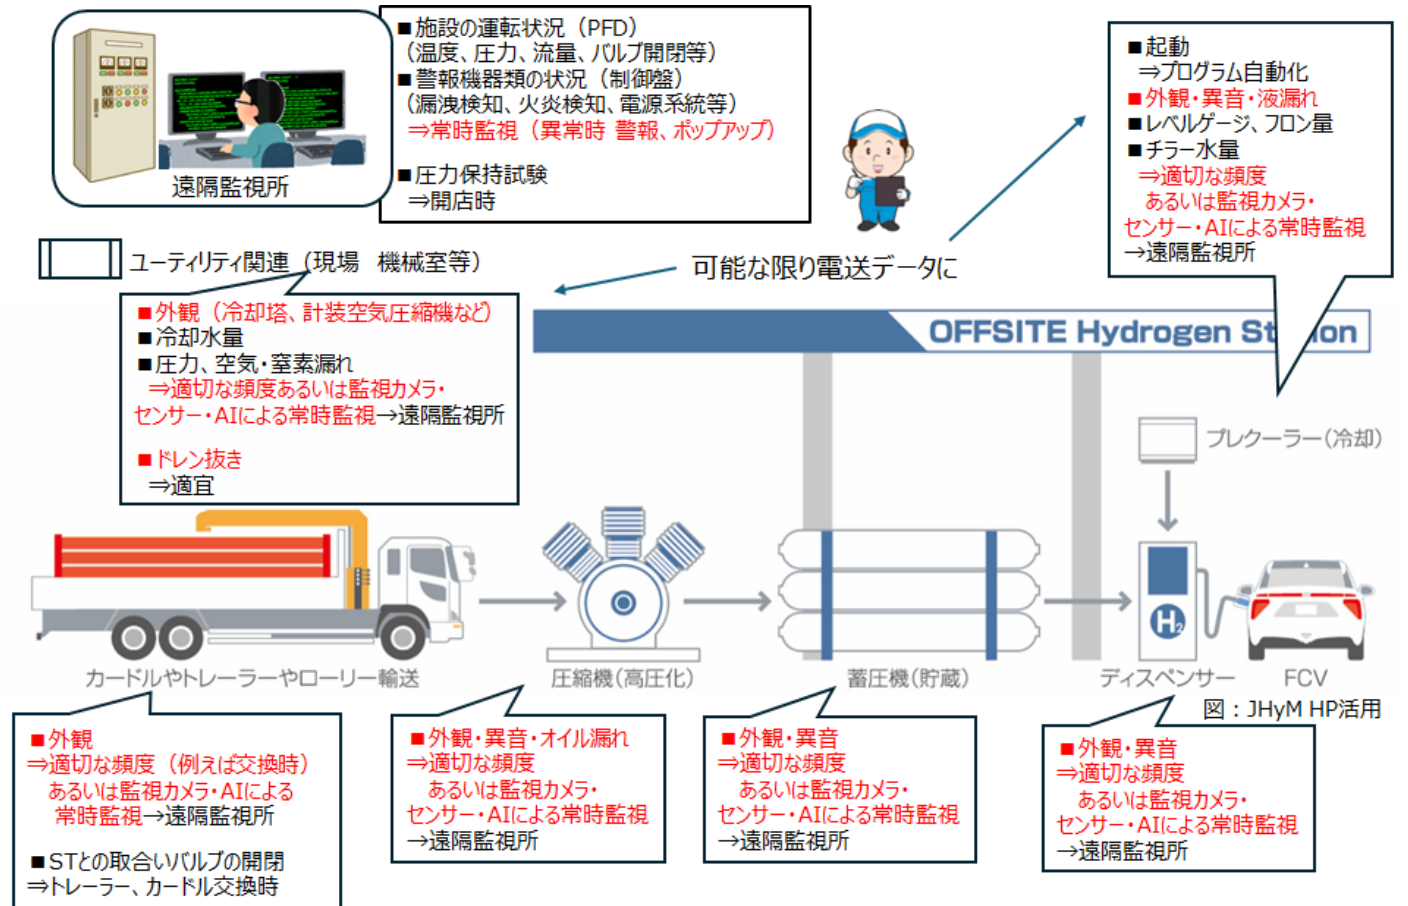 ■施設の運転状況（PFD）
（温度、圧力、流量、バルブ開閉等）
■警報機器類の状況（制御盤）
（漏洩検知、火炎検知、電源系統等）
⇒常時監視（異常時 警報、ポップアップ）
■圧力保持試験
⇒開店時
遠隔監視所
■起動
⇒プログラム自動化
■外観・異音・液漏れ
■レベルゲージ、フロン量
■チラー水量
⇒適切な頻度
あるいは監視カメラ・
センサー・AIによる常時監視
→遠隔監視所
ユーティリティ関連（現場　機械室等）
可能な限り電送データに
■外観（冷却塔、計装空気圧縮機など）
■冷却水量
■圧力、空気・窒素漏れ
⇒適切な頻度あるいは監視カメラ・
センサー・AIによる常時監視→遠隔監視所
■ドレン抜き
⇒適宜
OFFSITE Hydrogen Station
プレクーラー(冷却)
H2
カードルやトレーラーやローリー輸送
圧縮機(高圧化)
蓄圧機(貯蔵)
ディスペンサー
FCV
図：JHyM HP活用
■外観
⇒適切な頻度（例えば交換時）
あるいは監視カメラ・AIによる
常時監視→遠隔監視所
■STとの取合いバルブの開閉
⇒トレーラー、カードル交換時
■外観・異音・オイル漏れ
⇒適切な頻度
あるいは監視カメラ・
センサー・AIによる常時監視
→遠隔監視所
■外観・異音
⇒適切な頻度
あるいは監視カメラ・
センサー・AIによる常時監視
→遠隔監視所
■外観・異音
⇒適切な頻度
あるいは監視カメラ・
センサー・AIによる常時監視
→遠隔監視所